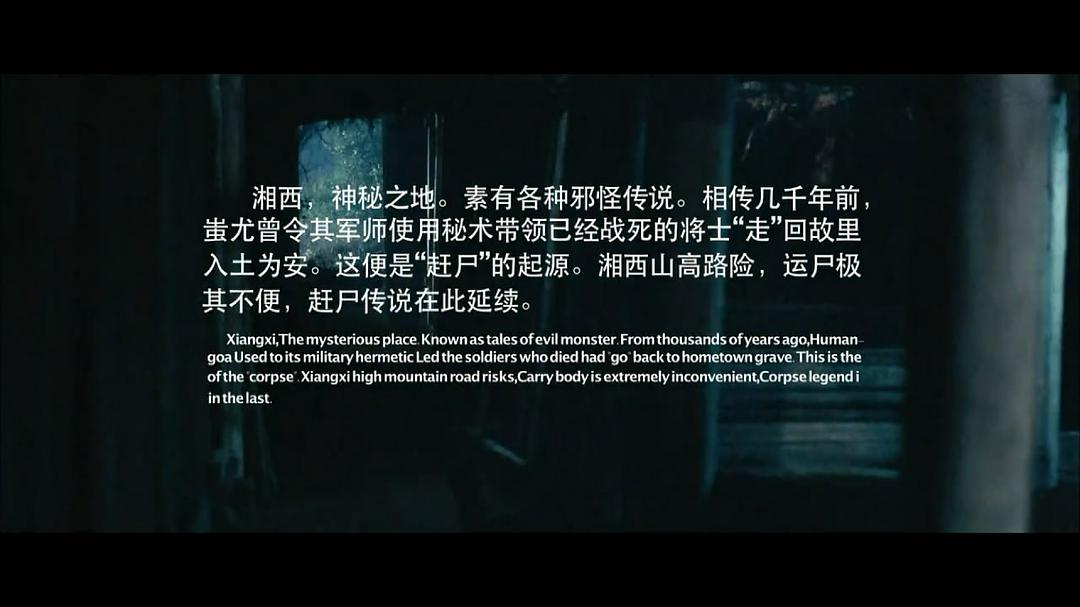 湘西，神秘之地。素有各种邪怪传说。相传几千年前，
蚩尤曾令其军师使用秘术带领已经战死的将士“走”回故里
入土为安。这便是“赶尸”的起源。湘西山高路险，运尸极
其不便，赶尸传说在此延续。
Xiangxi,The mysterious place. Known as tales of evil monster. From thousands of years ago,Human-
goa Used to its military hermetic Led the soldiers who died had "go" back to hometown grave. This is the
of the "corpse". Xiangxi high mountain road risks,Carry body is extremely inconvenient,Corpse legend i
in the last.